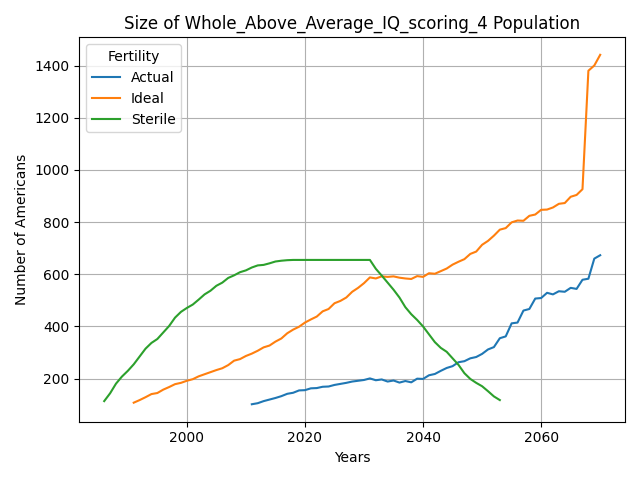 Size of Whole_Above_Average_IQ_scoring_4 Population
Fertility
Actual
Ideal
Sterile
Number of Americans
1400
1200
1000
800
600
400
200
2000
2020
2040
2060
Years